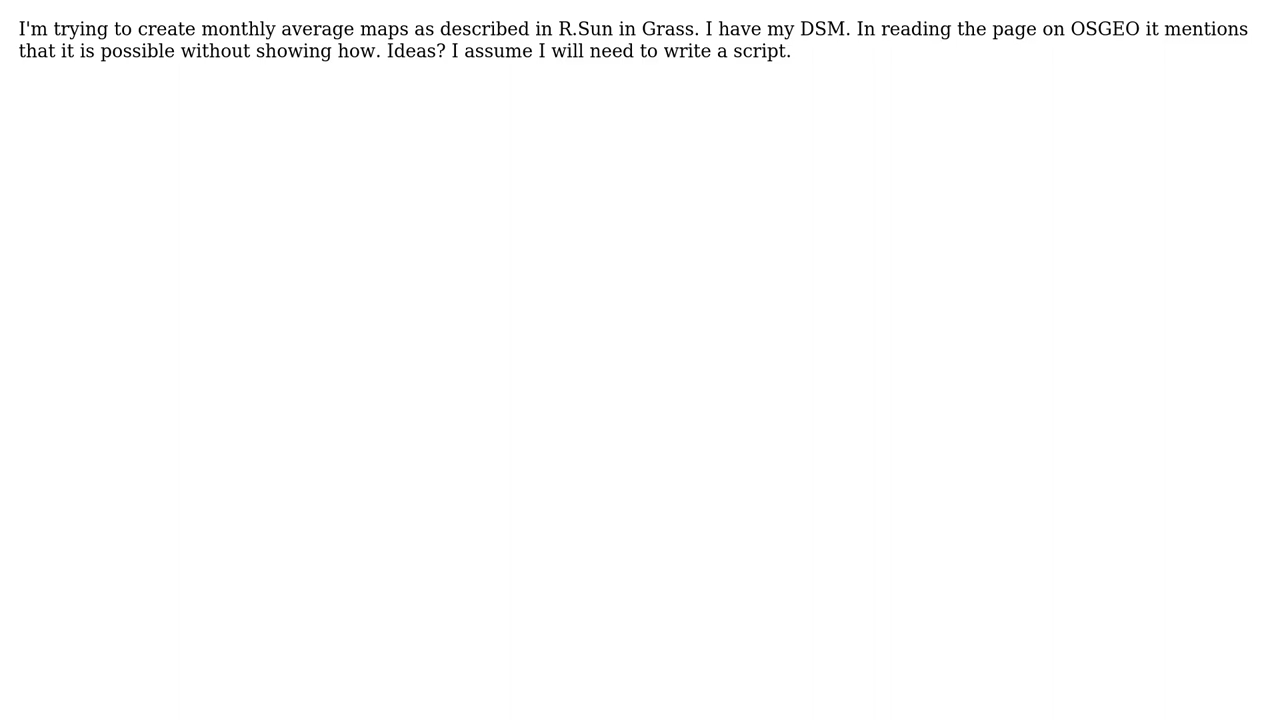 I'm trying to create monthly average maps as described in R.Sun in Grass. I have my DSM. In reading the page on OSGEO it mentions
that it is possible without showing how. Ideas? I assume I will need to write a script.